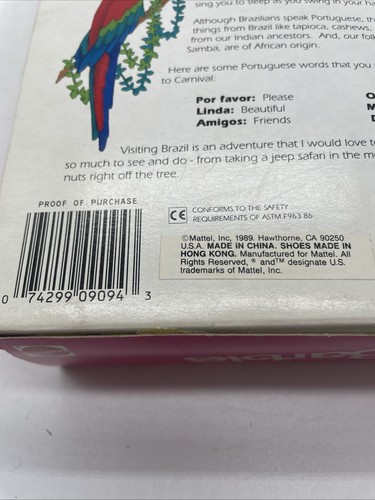 sing you to sleep as you swing in your
Although Brazilians speak Portuguese,
things from Brazil like tapioca, cashews,
from our Indian ancestors. And, our
Samba, are of African origin.
Here are some Portuguese words that you
to Carnival:
Por favor: Please
Linda: Beautiful
Amigos: Friends
Visiting Brazil is an adventure that I would love
so much to see and do - from taking a jeep safari in the
nuts right off the tree.
PROOF OF PURCHASE
0 74299 09094 3
CE CONFORMS TO THE SAFETY
REQUIREMENTS OF ASTM F963 86
©Mattel, Inc. 1989. Hawthorne, CA 90250
U.S.A. MADE IN CHINA. SHOES MADE IN
HONG KONG. Manufactured for Mattel. All
Rights Reserved, ® and™ designate U.S.
trademarks of Mattel, Inc.
Barbie